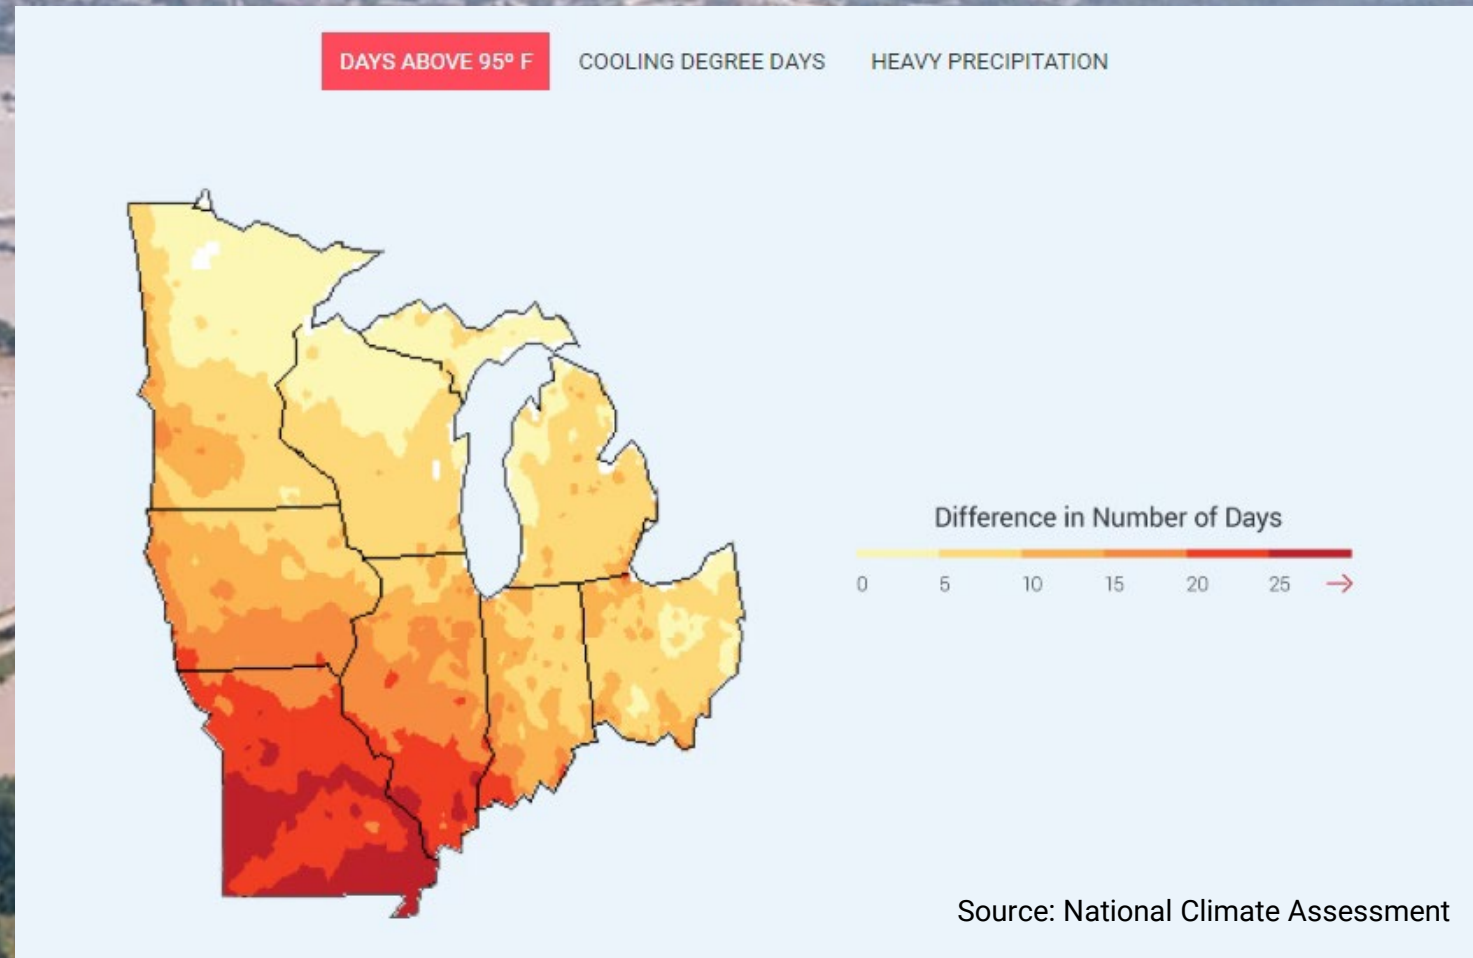 DAYS ABOVE 95º F COOLING DEGREE DAYS HEAVY PRECIPITATION
Difference in Number of Days
0 5 10 15 20 25 →
Source: National Climate Assessment